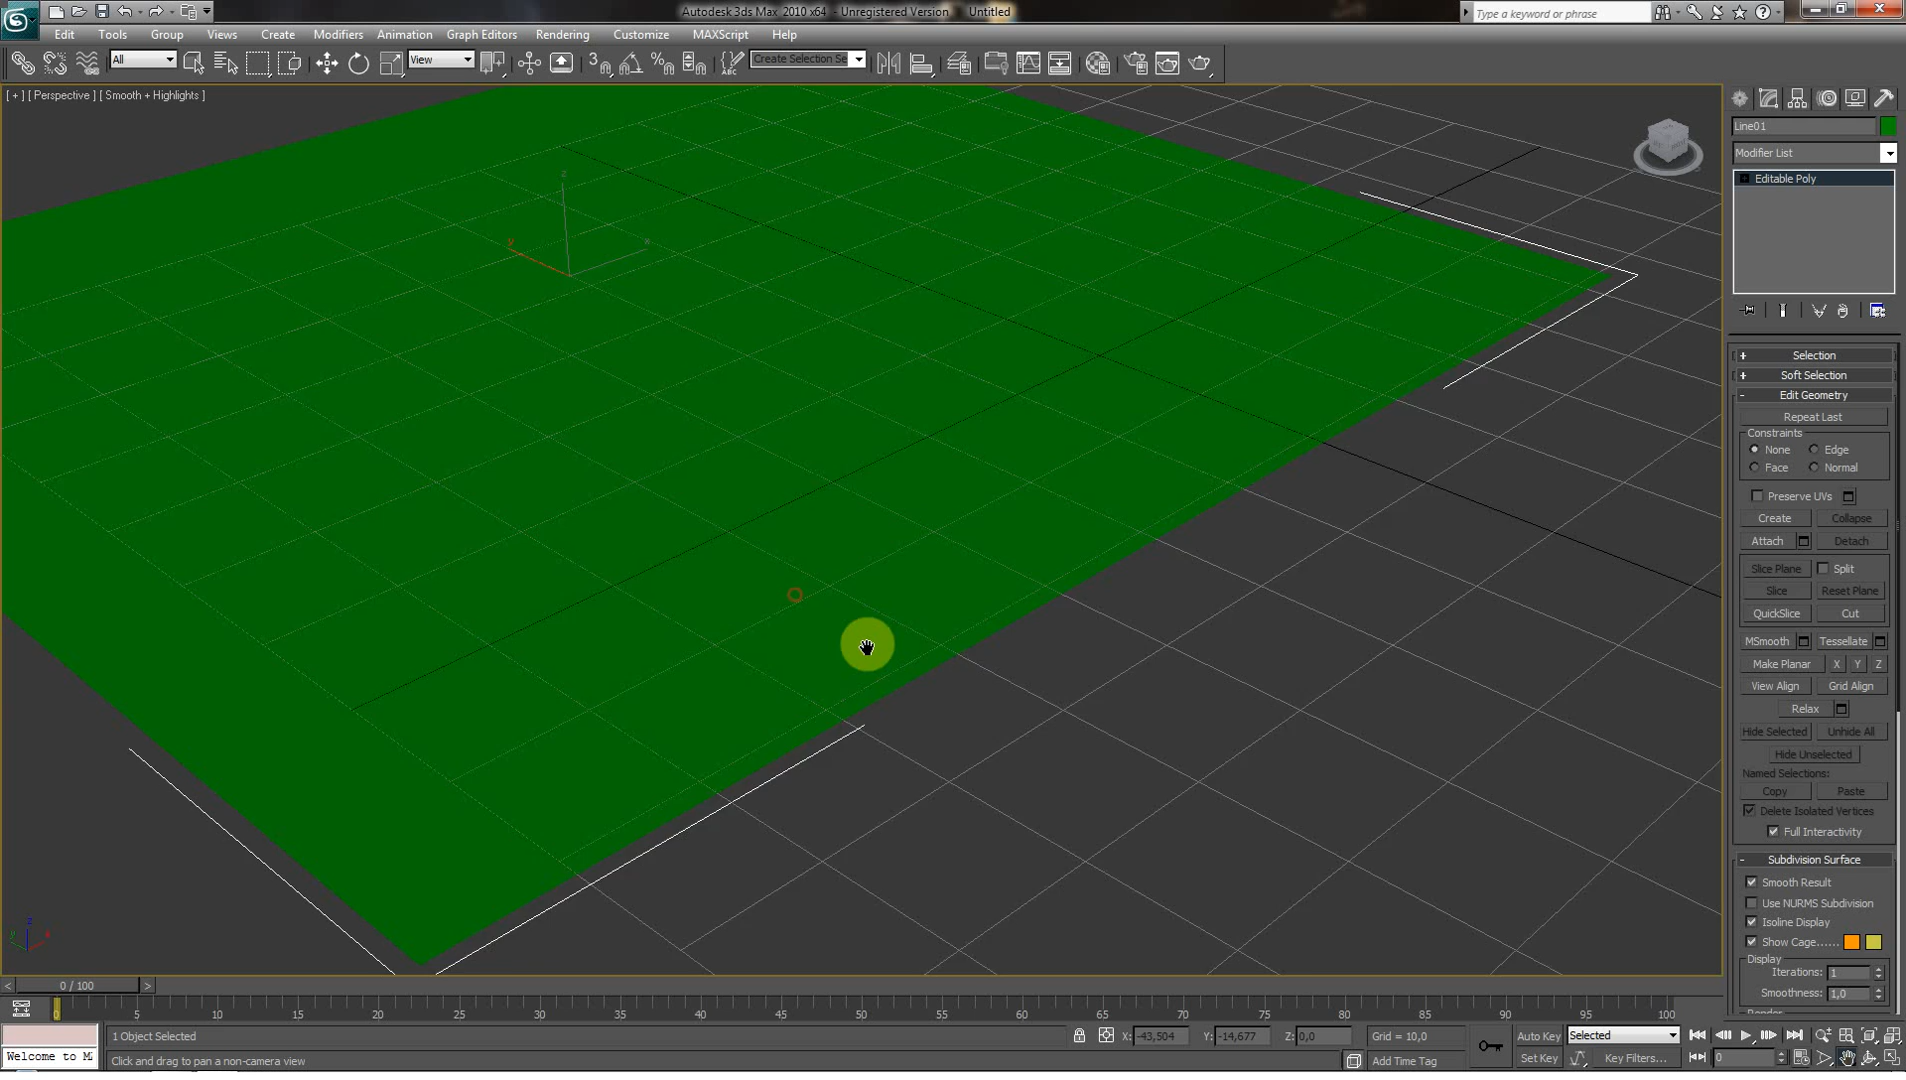 Autodesk 3ds Max 2010 x64 - Unregistered Version Untitled
Type a keyword or phrase
Edit Tools Group Views Create Modifiers Animation Graph Editors Rendering Customize MAXScript Help
All View 3 ABC Create Selection Se
[ + ] [ Perspective ] [ Smooth + Highlights ]
Line01
Modifier List
Editable Poly
z
y x
+ Selection
+ Soft Selection
- Edit Geometry
Repeat Last
Constraints
None Edge
Face Normal
Preserve UVs
Create Collapse
Attach Detach
Slice Plane Split
Slice Reset Plane
QuickSlice Cut
MSmooth Tessellate
Make Planar X Y Z
View Align Grid Align
Relax
Hide Selected Unhide All
Hide Unselected
Named Selections:
Copy Paste
Delete Isolated Vertices
Full Interactivity
- Subdivision Surface
Smooth Result
Use NURMS Subdivision
Isoline Display
Show Cage......
Display
Iterations: 1
Smoothness: 1,0
z
y x
< 0 / 100 >
0 5 10 15 20 25 30 35 40 45 50 55 60 65 70 75 80 85 90 95 100
1 Object Selected X: -43,504 Y: -14,677 Z: 0,0 Grid = 10,0 Auto Key Selected
Welcome to M Click and drag to pan a non-camera view Add Time Tag Set Key Key Filters... 0